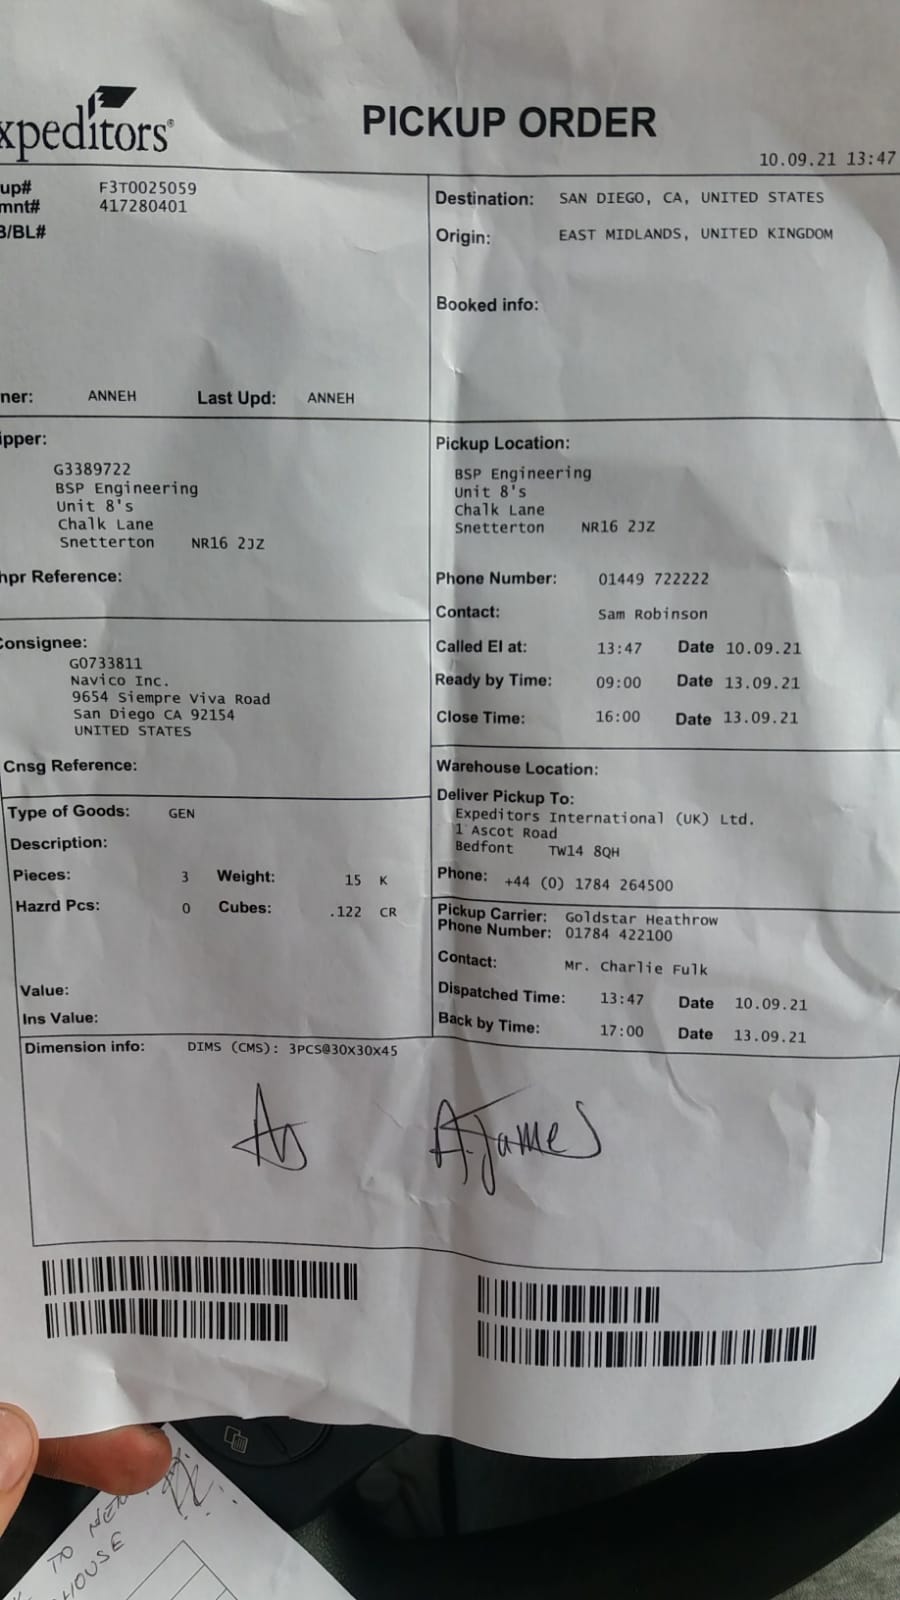 xpeditors®
PICKUP ORDER
10.09.21 13:47
up# F3T0025059
mnt# 417280401
B/BL#
Destination: SAN DIEGO, CA, UNITED STATES
Origin: EAST MIDLANDS, UNITED KINGDOM
Booked info:
ner: ANNEH Last Upd: ANNEH
ipper:
G3389722
BSP Engineering
Unit 8's
Chalk Lane
Snetterton NR16 2JZ
hpr Reference:
Pickup Location:
BSP Engineering
Unit 8's
Chalk Lane
Snetterton NR16 2JZ
Phone Number: 01449 722222
Contact: Sam Robinson
Called EI at: 13:47 Date 10.09.21
Ready by Time: 09:00 Date 13.09.21
Close Time: 16:00 Date 13.09.21
Consignee:
G0733811
Navico Inc.
9654 Siempre Viva Road
San Diego CA 92154
UNITED STATES
Cnsg Reference:
Warehouse Location:
Deliver Pickup To:
Expeditors International (UK) Ltd.
1 Ascot Road
Bedfont TW14 8QH
Phone: +44 (0) 1784 264500
Type of Goods: GEN
Description:
Pieces: 3 Weight: 15 K
Hazrd Pcs: 0 Cubes: .122 CR
Value:
Ins Value:
Pickup Carrier: Goldstar Heathrow
Phone Number: 01784 422100
Contact: Mr. Charlie Fulk
Dispatched Time: 13:47 Date 10.09.21
Back by Time: 17:00 Date 13.09.21
Dimension info: DIMS (CMS): 3PCS@30X30X45
A.James
TO
HOUSE